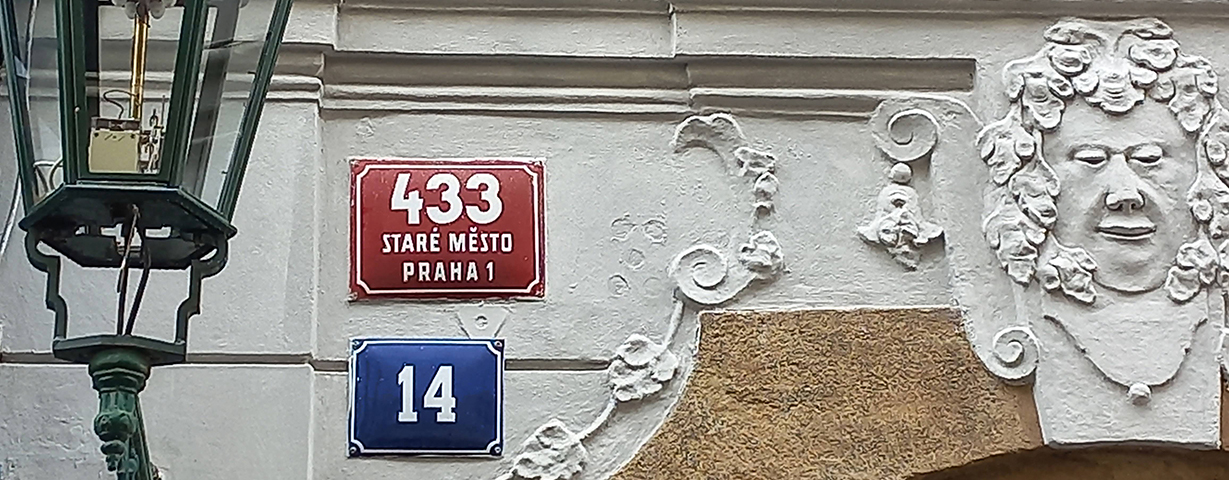 433
STARÉ MĚSTO
PRAHA 1
14